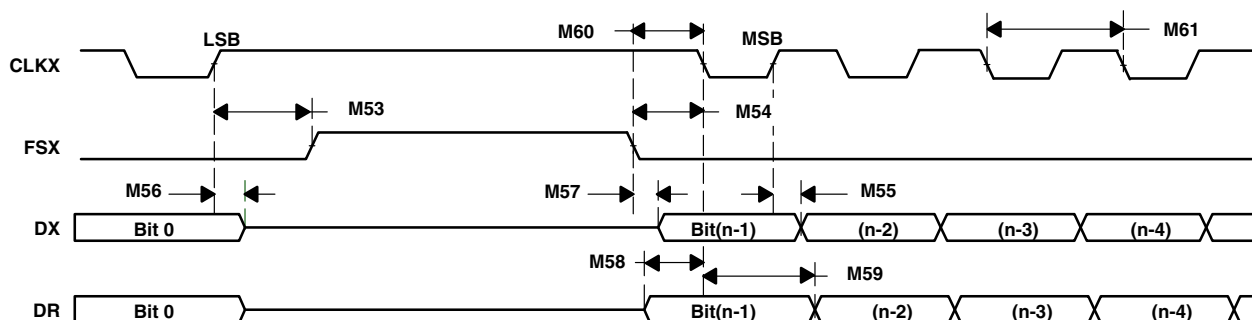 M60
M61
LSB
MSB
CLKX
M53
M54
FSX
M56
M57
M55
DX
Bit 0
Bit(n-1)
(n-2)
(n-3)
(n-4)
M58
M59
DR
Bit 0
Bit(n-1)
(n-2)
(n-3)
(n-4)